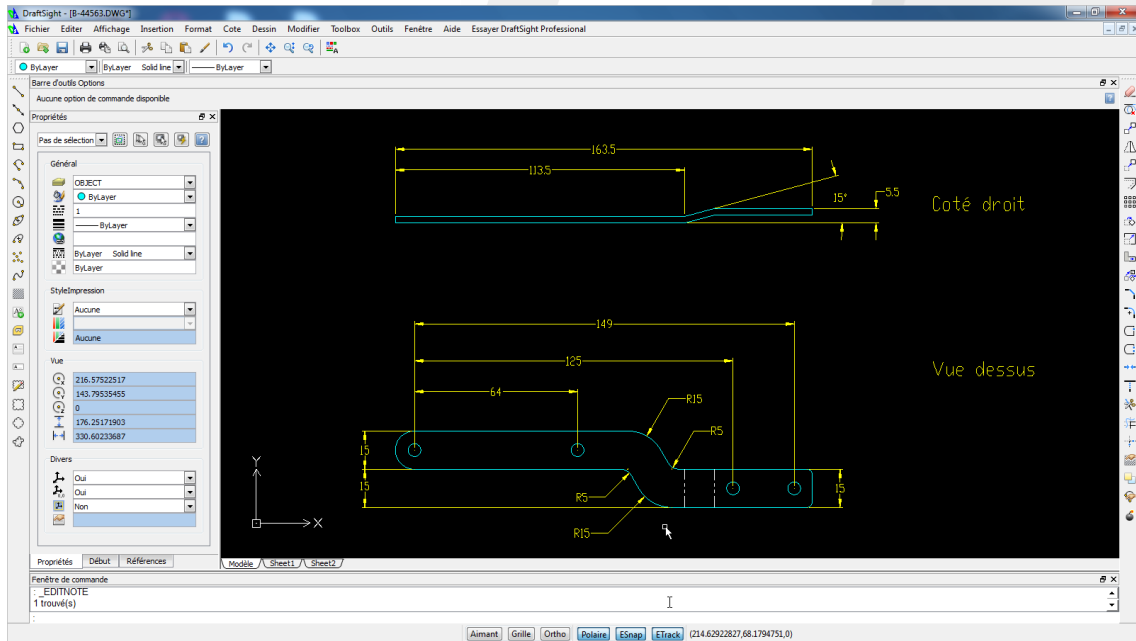 DraftSight - [B-44563.DWG*]
Fichier Editer Affichage Insertion Format Cote Dessin Modifier Toolbox Outils Fenêtre Aide Essayer DraftSight Professional
ByLayer ByLayer Solid line ByLayer
Barre d'outils Options
Aucune option de commande disponible
Propriétés
Pas de sélection
Général
OBJECT
ByLayer
1
ByLayer
ByLayer Solid line
ByLayer
StyleImpression
Aucune
Aucune
Vue
216.57522517
143.79535455
0
176.25171903
330.60233687
Divers
Oui
Oui
Non
Propriétés Début Références
163.5
113.5
15°
5.5
Coté droit
149
125
64
Vue dessus
R15
R5
15
15
15
R5
R15
Y
X
Modèle Sheet1 Sheet2
Fenêtre de commande
: _EDITNOTE
1 trouvé(s)
:
Aimant Grille Ortho Polaire ESnap ETrack (214.62922827,68.1794751,0)